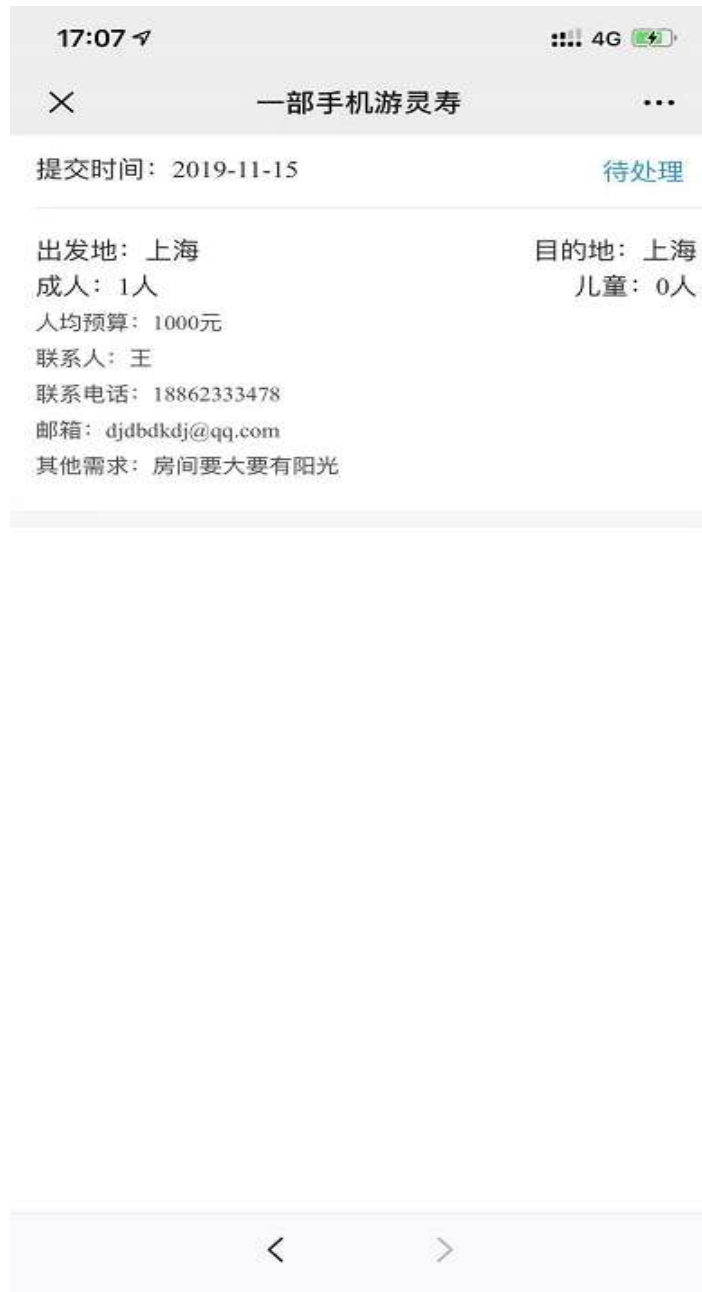 17:07 4G
一部手机游灵寿
提交时间：2019-11-15 待处理
出发地：上海 目的地：上海
成人：1人 儿童：0人
人均预算：1000元
联系人：王
联系电话：18862333478
邮箱：djdbdkdj@qq.com
其他需求：房间要大要有阳光